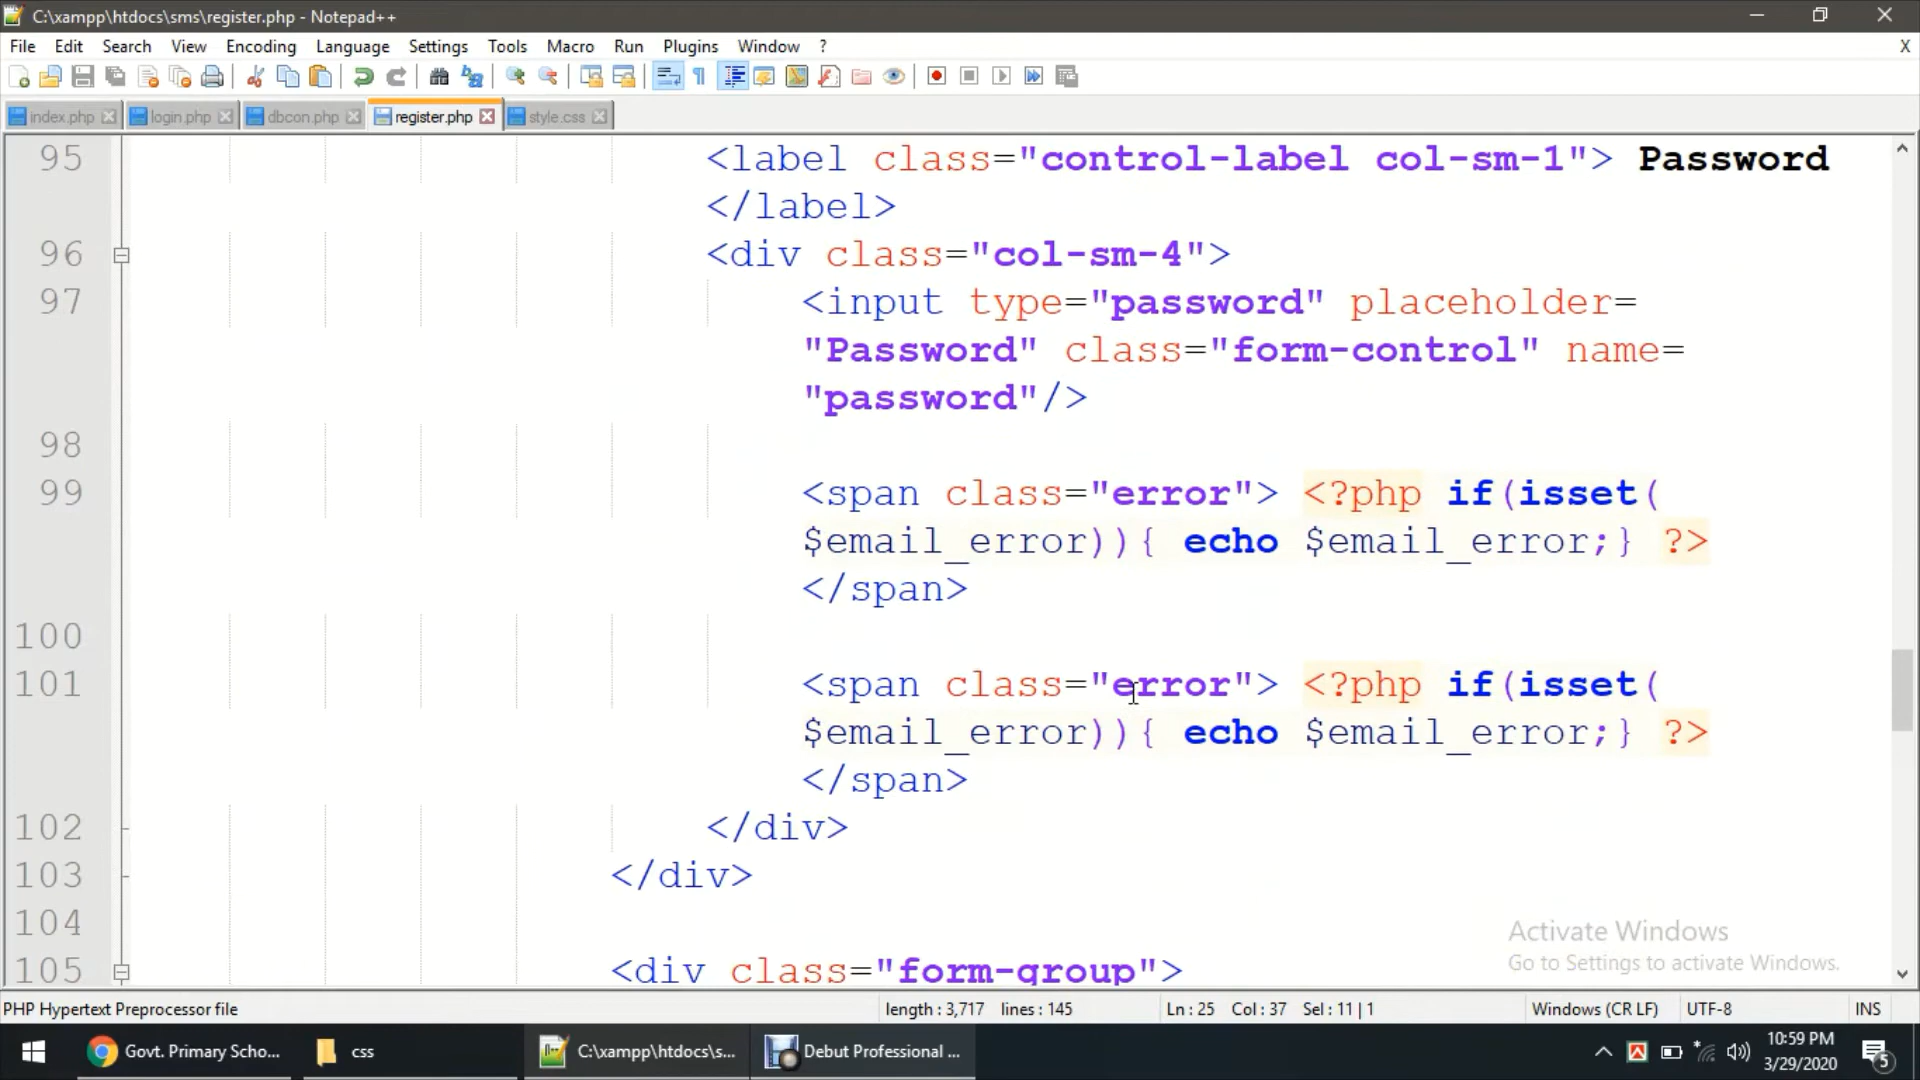 C:\xampp\htdocs\sms\register.php - Notepad++
File Edit Search View Encoding Language Settings Tools Macro Run Plugins Window ? X
index.php login.php dbcon.php register.php style.css
95 <label class="control-label col-sm-1"> Password
</label>
96 <div class="col-sm-4">
97 <input type="password" placeholder=
"Password" class="form-control" name=
"password"/>
98
99 <span class="error"> <?php if(isset(
$email_error)){ echo $email_error;} ?>
</span>
100
101 <span class="error"> <?php if(isset(
$email_error)){ echo $email_error;} ?>
</span>
102 </div>
103 </div>
104
105 <div class="form-group">
Activate Windows
Go to Settings to activate Windows.
PHP Hypertext Preprocessor file length : 3,717 lines : 145 Ln : 25 Col : 37 Sel : 11 | 1 Windows (CR LF) UTF-8 INS
Govt. Primary Scho... css C:\xampp\htdocs\s... Debut Professional ... 10:59 PM
3/29/2020 5